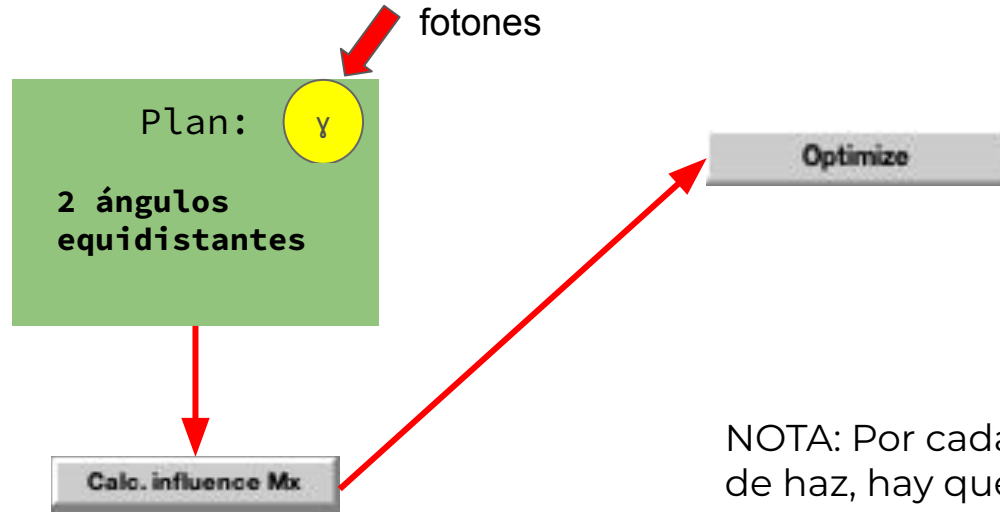 fotones
Plan:
ɣ
2 ángulos
equidistantes
Optimize
Calc. influence Mx
NOTA: Por cada
de haz, hay que